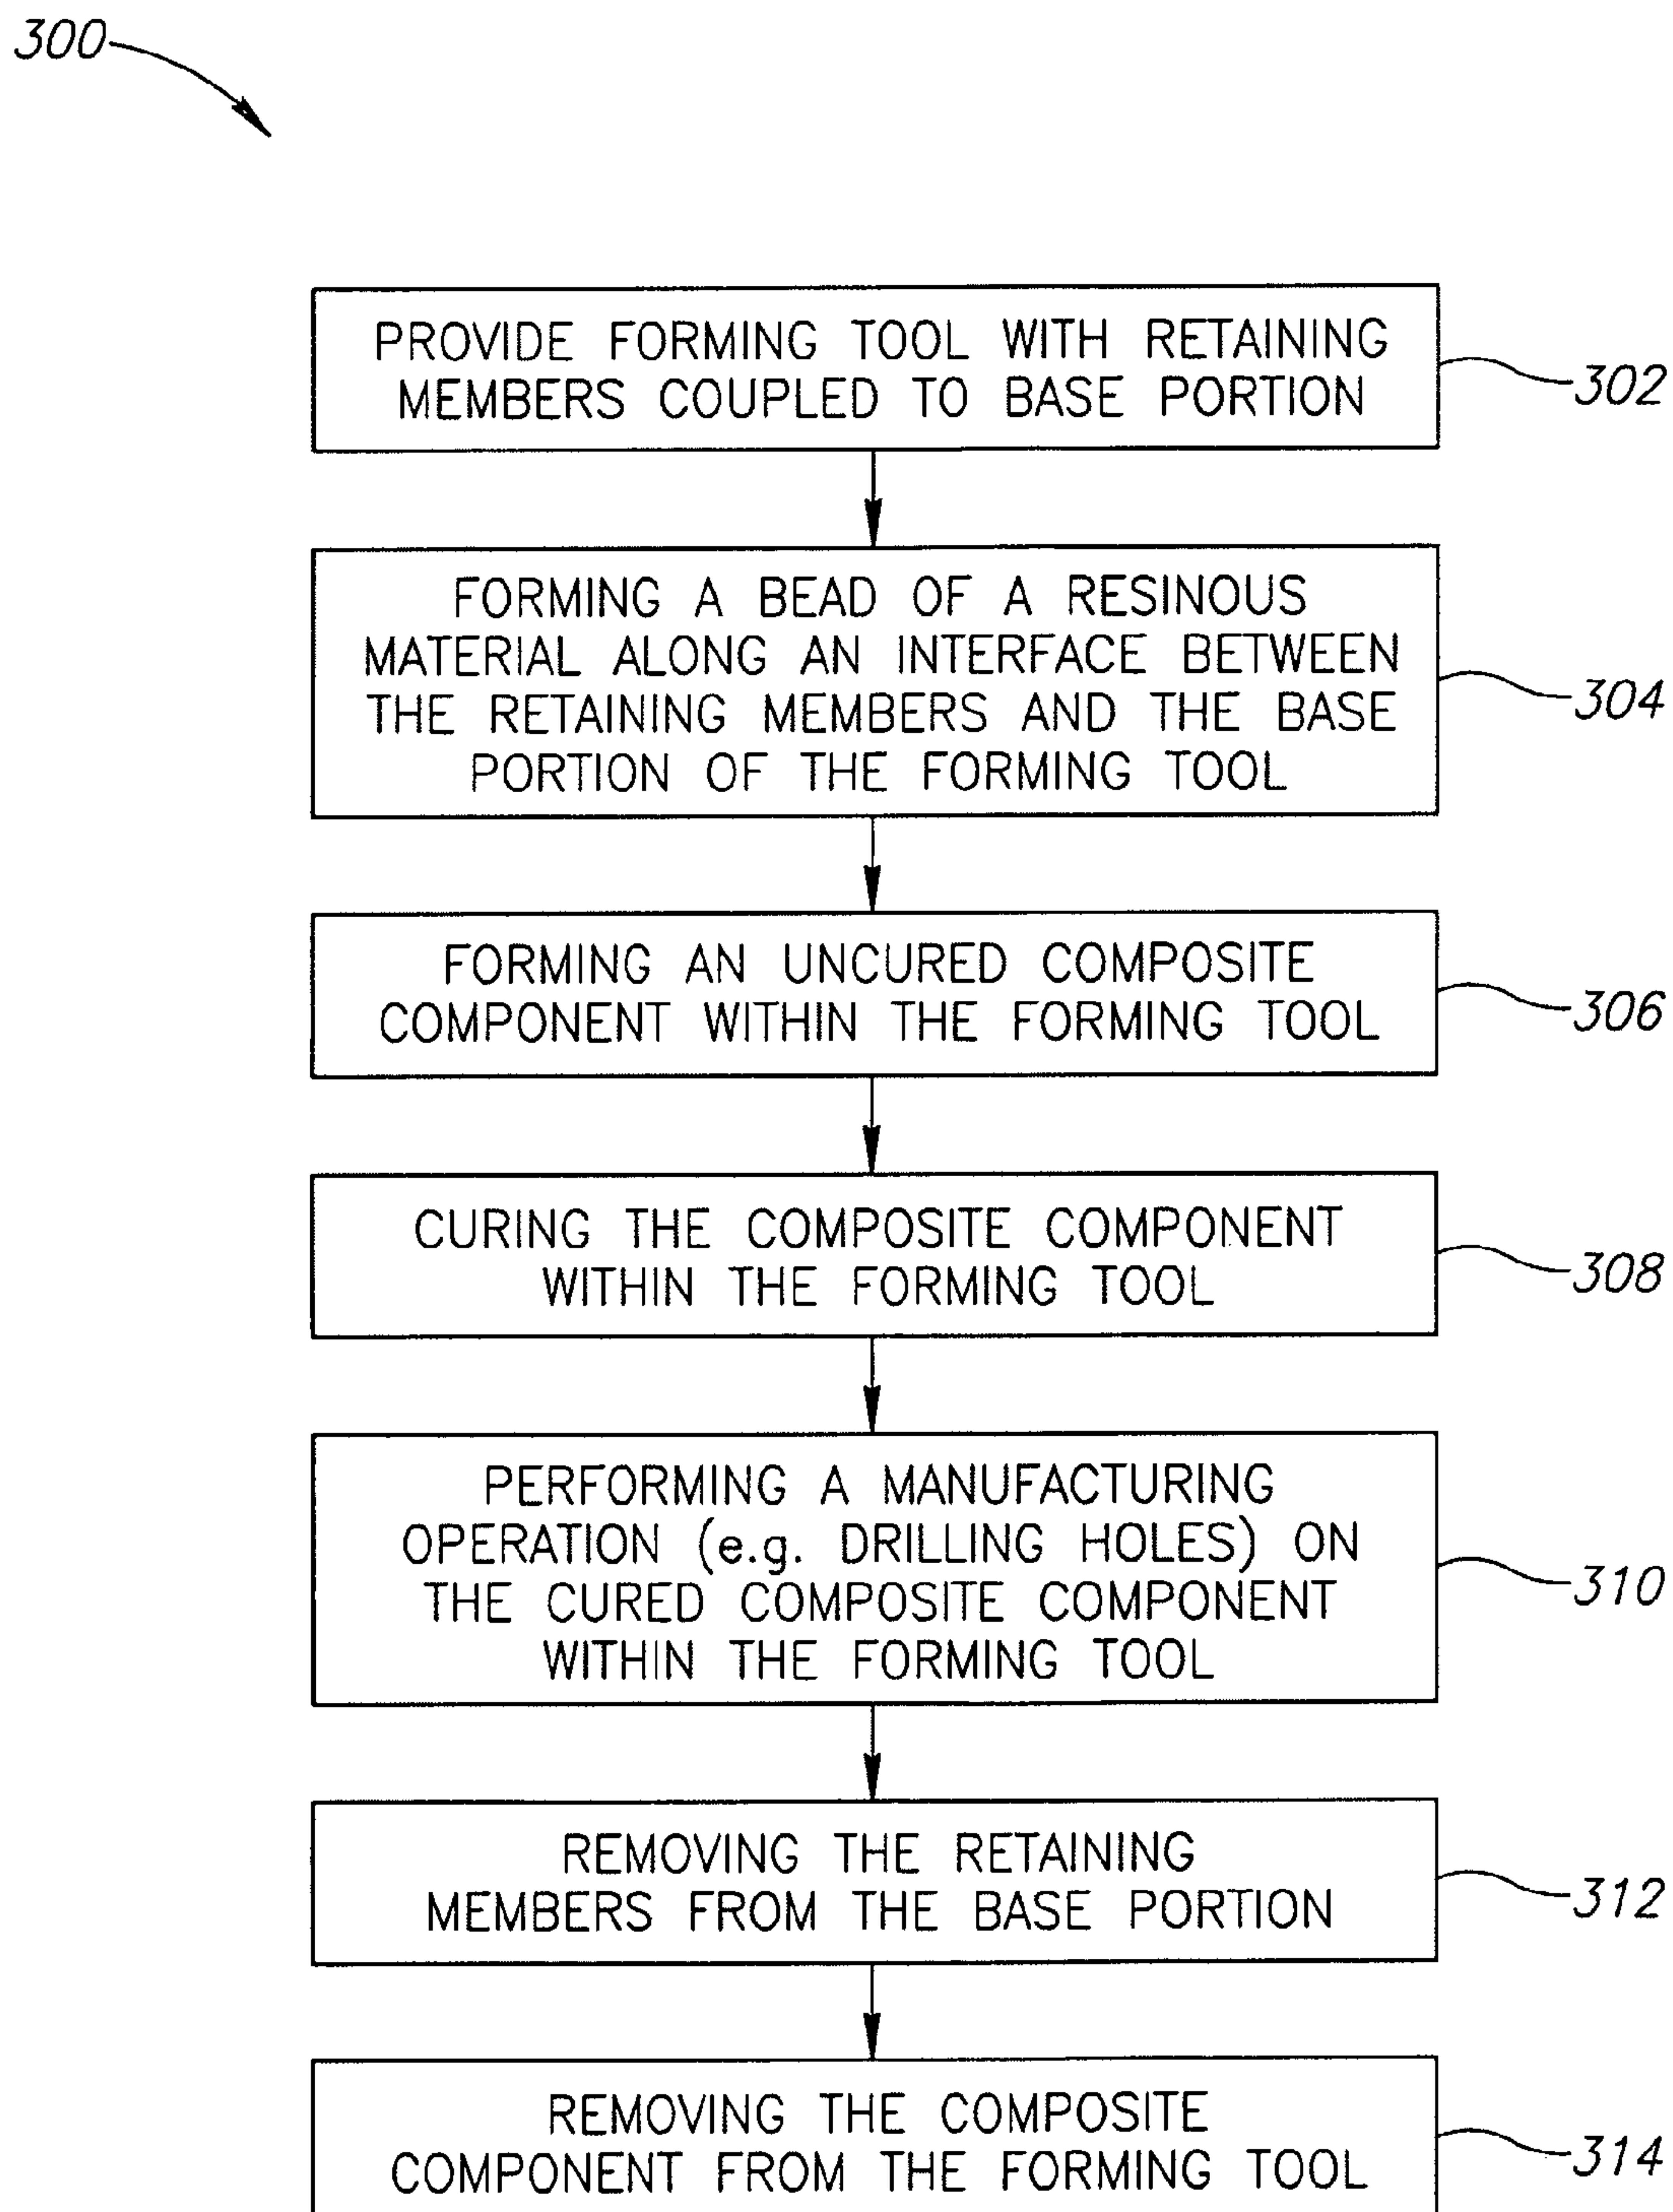 300
PROVIDE FORMING TOOL WITH RETAINING
MEMBERS COUPLED TO BASE PORTION
302
FORMING A BEAD OF A RESINOUS
MATERIAL ALONG AN INTERFACE BETWEEN
THE RETAINING MEMBERS AND THE BASE
PORTION OF THE FORMING TOOL
304
FORMING AN UNCURED COMPOSITE
COMPONENT WITHIN THE FORMING TOOL
306
CURING THE COMPOSITE COMPONENT
WITHIN THE FORMING TOOL
308
PERFORMING A MANUFACTURING
OPERATION (e.g. DRILLING HOLES) ON
THE CURED COMPOSITE COMPONENT
WITHIN THE FORMING TOOL
310
REMOVING THE RETAINING
MEMBERS FROM THE BASE PORTION
312
REMOVING THE COMPOSITE
COMPONENT FROM THE FORMING TOOL
314